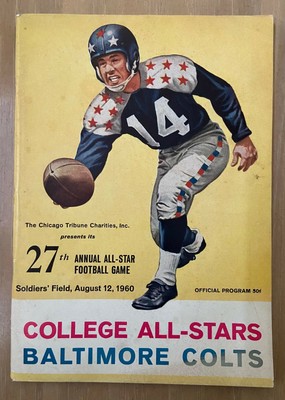 14
The Chicago Tribune Charities, Inc.
presents its
27th ANNUAL ALL-STAR
FOOTBALL GAME
Soldiers' Field, August 12, 1960
OFFICIAL PROGRAM 50¢
COLLEGE ALL-STARS
BALTIMORE COLTS